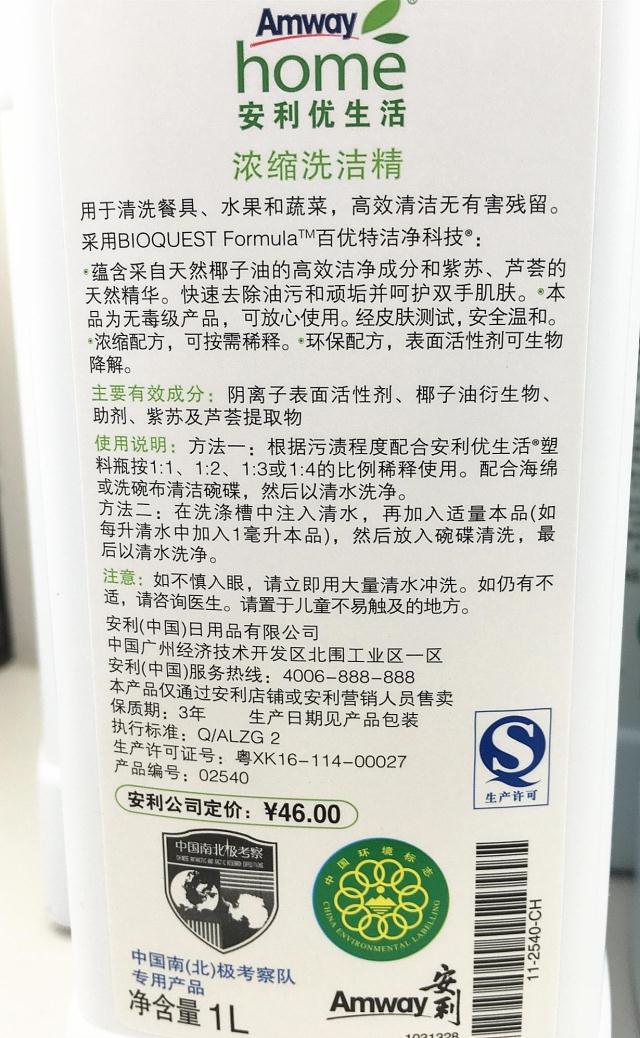 Amway
home
安利优生活
浓缩洗洁精
用于清洗餐具、水果和蔬菜，高效清洁无有害残留。
采用BIOQUEST Formula™百优特洁净科技®：
•蕴含采自天然椰子油的高效洁净成分和紫苏、芦荟的
天然精华。快速去除油污和顽垢并呵护双手肌肤。•本
品为无毒级产品，可放心使用。经皮肤测试，安全温和。
•浓缩配方，可按需稀释。•环保配方，表面活性剂可生物
降解。
主要有效成分：阴离子表面活性剂、椰子油衍生物、
助剂、紫苏及芦荟提取物
使用说明：方法一：根据污渍程度配合安利优生活®塑
料瓶按1:1、1:2、1:3或1:4的比例稀释使用。配合海绵
或洗碗布清洁碗碟，然后以清水洗净。
方法二：在洗涤槽中注入清水，再加入适量本品(如
每升清水中加入1毫升本品)，然后放入碗碟清洗，最
后以清水洗净。
注意：如不慎入眼，请立即用大量清水冲洗。如仍有不
适，请咨询医生。请置于儿童不易触及的地方。
安利(中国)日用品有限公司
中国广州经济技术开发区北围工业区一区
安利(中国)服务热线：4006-888-888
本产品仅通过安利店铺或安利营销人员售卖
保质期：3年 生产日期见产品包装
执行标准：Q/ALZG 2
生产许可证号：粤XK16-114-00027
产品编号：02540
生产许可
安利公司定价：¥46.00
中国南北极考察
CHINESE ANTARCTIC AND ARCTIC RESEARCH EXPEDITIONS
中国环境标志
CHINA ENVIRONMENTAL LABELLING
11-2540-CH
中国南(北)极考察队
专用产品
净含量 1L
Amway安利
1031328